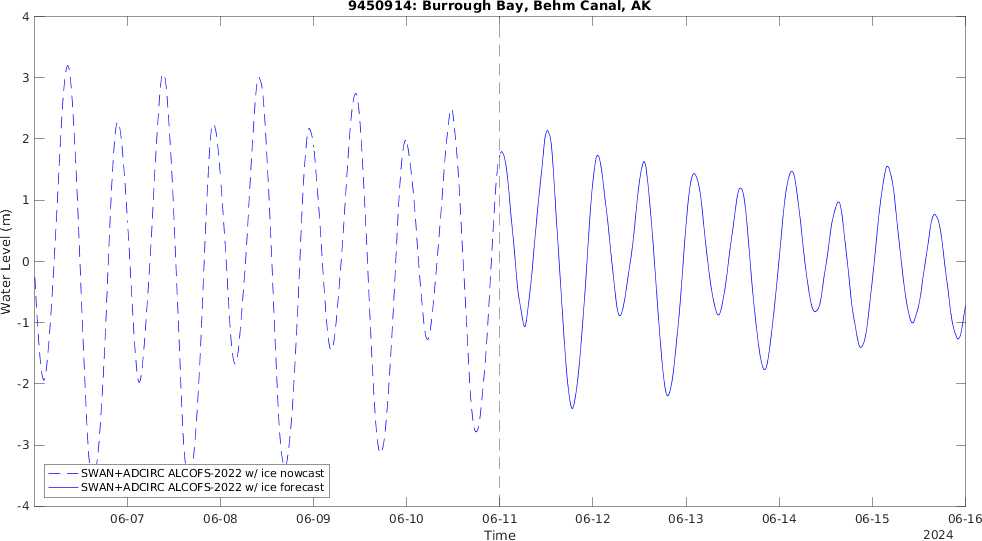 9450914: Burrough Bay, Behm Canal, AK
4
3
2
1
0
-1
-2
-3
-4
Water Level (m)
SWAN+ADCIRC ALCOFS-2022 w/ ice nowcast
SWAN+ADCIRC ALCOFS-2022 w/ ice forecast
06-07 06-08 06-09 06-10 06-11 06-12 06-13 06-14 06-15 06-16
Time
2024